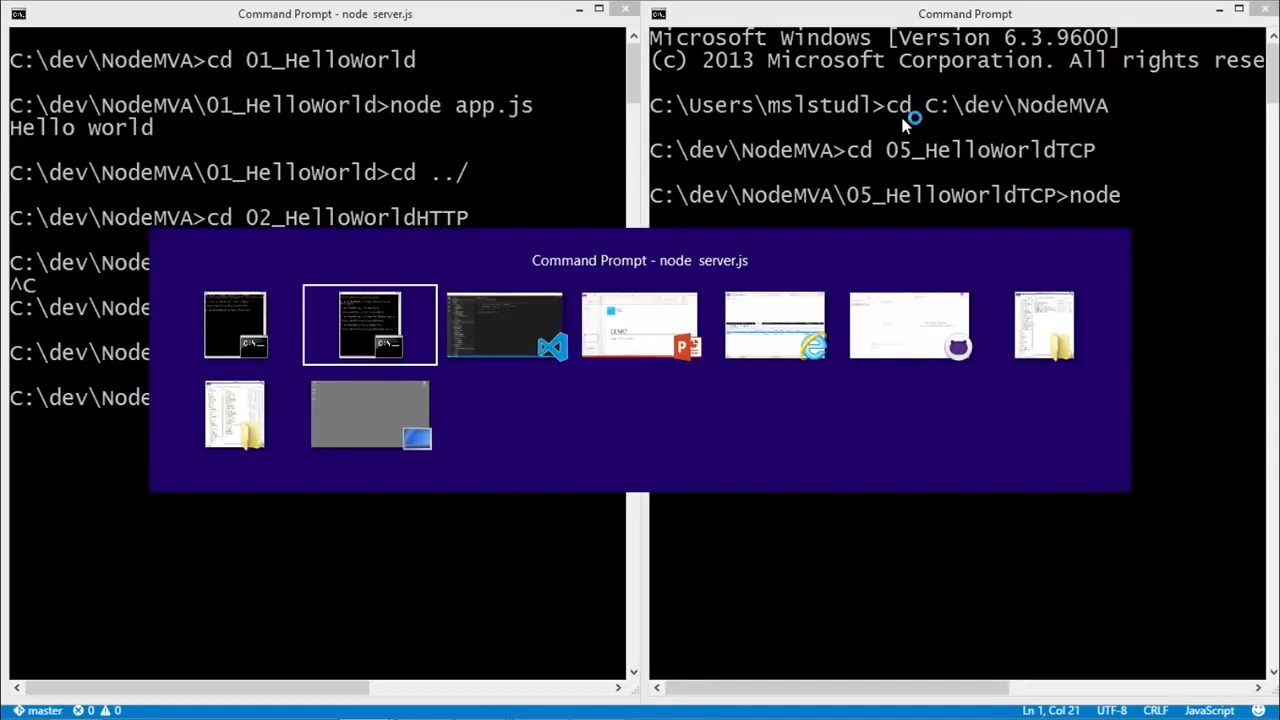 Command Prompt - node  server.js
C:\dev\NodeMVA>cd 01_HelloWorld
C:\dev\NodeMVA\01_HelloWorld>node app.js
Hello world
C:\dev\NodeMVA\01_HelloWorld>cd ../
C:\dev\NodeMVA>cd 02_HelloWorldHTTP
C:\dev\Node
^C
C:\dev\Node
C:\dev\Node
C:\dev\Node
Command Prompt
Microsoft Windows [Version 6.3.9600]
(c) 2013 Microsoft Corporation. All rights rese
C:\Users\mslstudl>cd C:\dev\NodeMVA
C:\dev\NodeMVA>cd 05_HelloWorldTCP
C:\dev\NodeMVA\05_HelloWorldTCP>node
Command Prompt - node  server.js
C:\_
C:\_
DEMO
master 0 0
Ln 1, Col 21 UTF-8 CRLF JavaScript